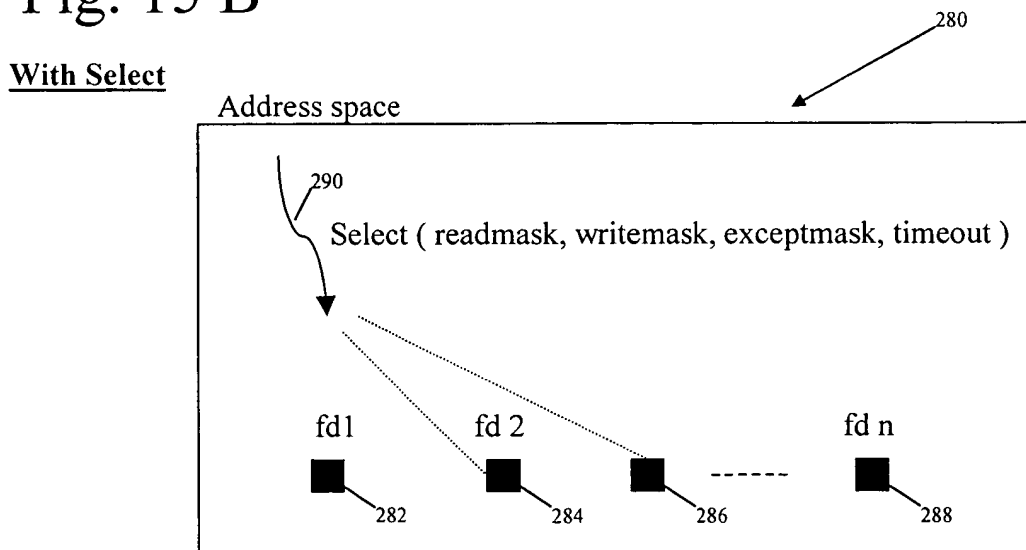 Fig. 15 B
280
With Select
Address space
290
Select ( readmask, writemask, exceptmask, timeout )
fd1 fd 2 fd n
282 284 286 288